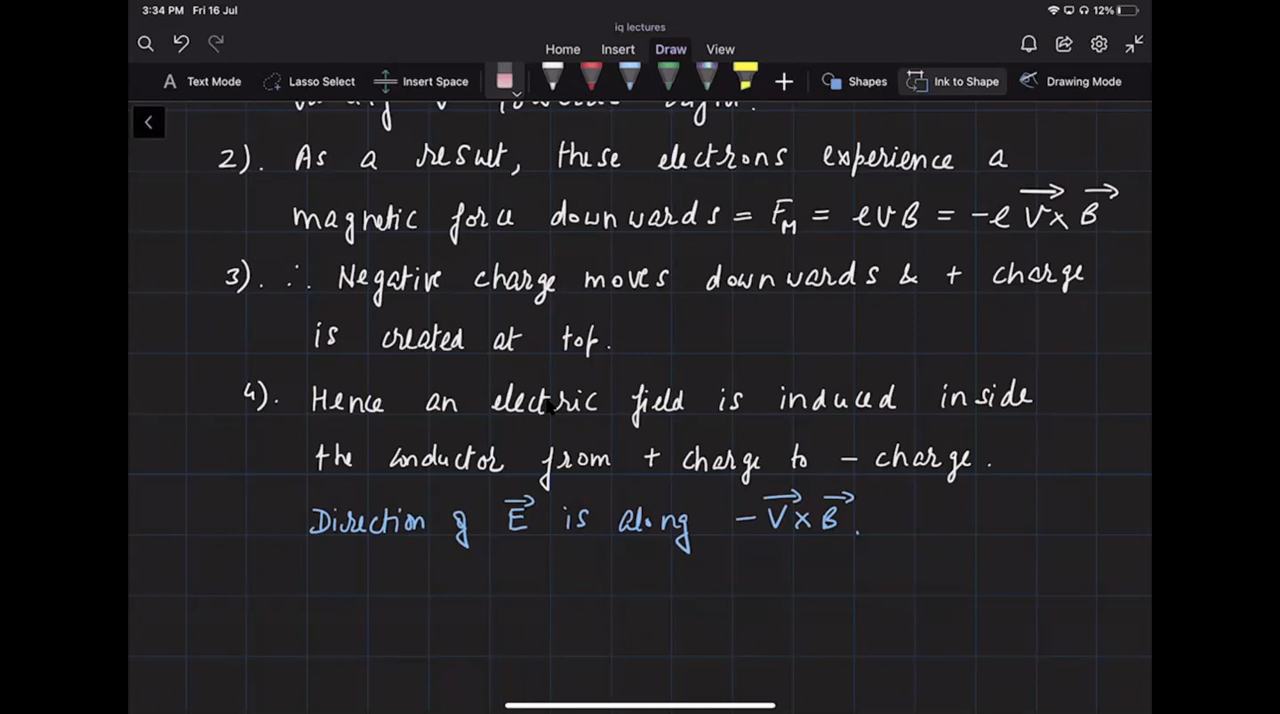 3:34 PM Fri 16 Jul 12%
iq lectures
Home Insert Draw View
Text Mode Lasso Select Insert Space Shapes Ink to Shape Drawing Mode
2). As a result, these electrons experience a
magnetic force downwards = F_M = eVB = -e V⃗ × B⃗
3). ∴ Negative charge moves downwards & + charge
is created at top.
4). Hence an electric field is induced inside
the conductor from + charge to - charge.
Direction of E⃗ is along -V⃗ × B⃗.